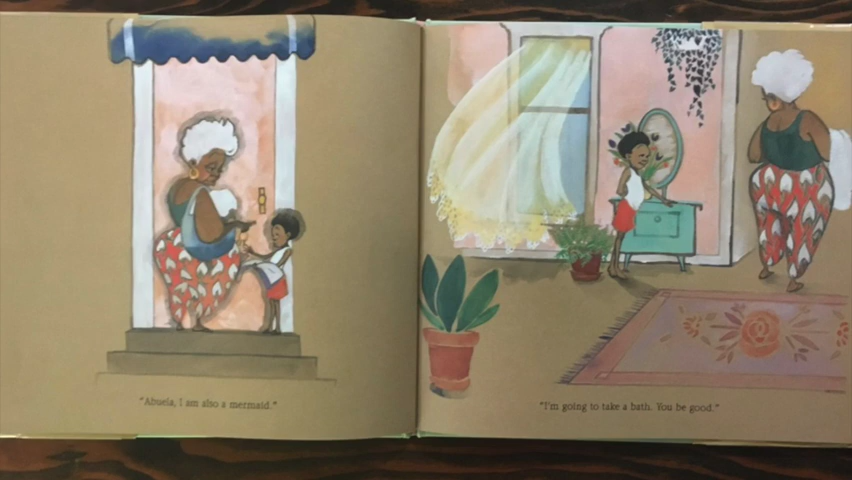 "Abuela, I am also a mermaid."
"I'm going to take a bath. You be good."